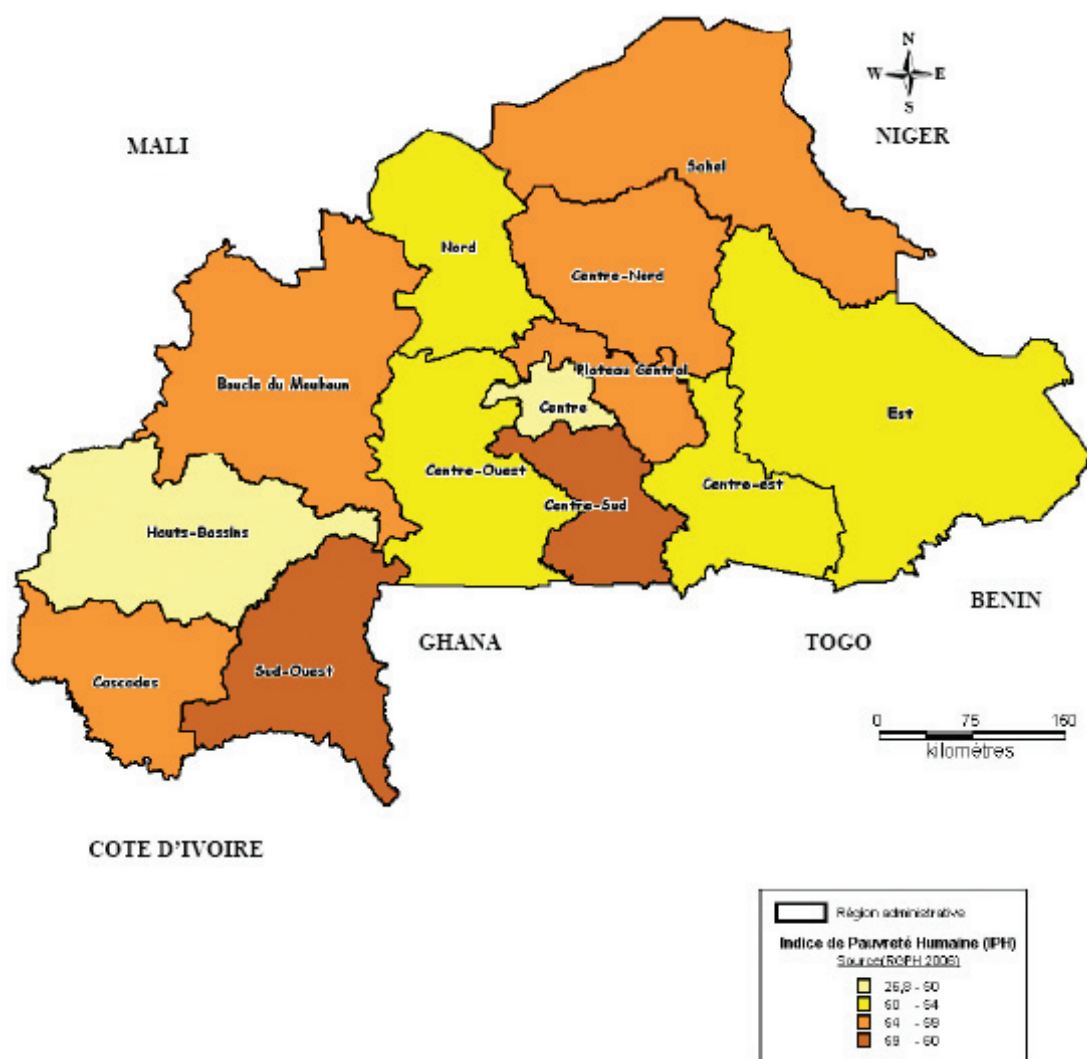 N
W E
S
NIGER
MALI
Sahel
Nord
Centre-Nord
Plateau Central
Boucle du Mouhoun
Centre
Est
Centre-Ouest
Centre-est
Centre-Sud
Hauts-Bassins
BENIN
GHANA
TOGO
Sud-Ouest
Cascades
0 75 150
kilomètres
COTE D'IVOIRE
Région administrative
Indice de Pauvreté Humaine (IPH)
Source(RGPH 2006)